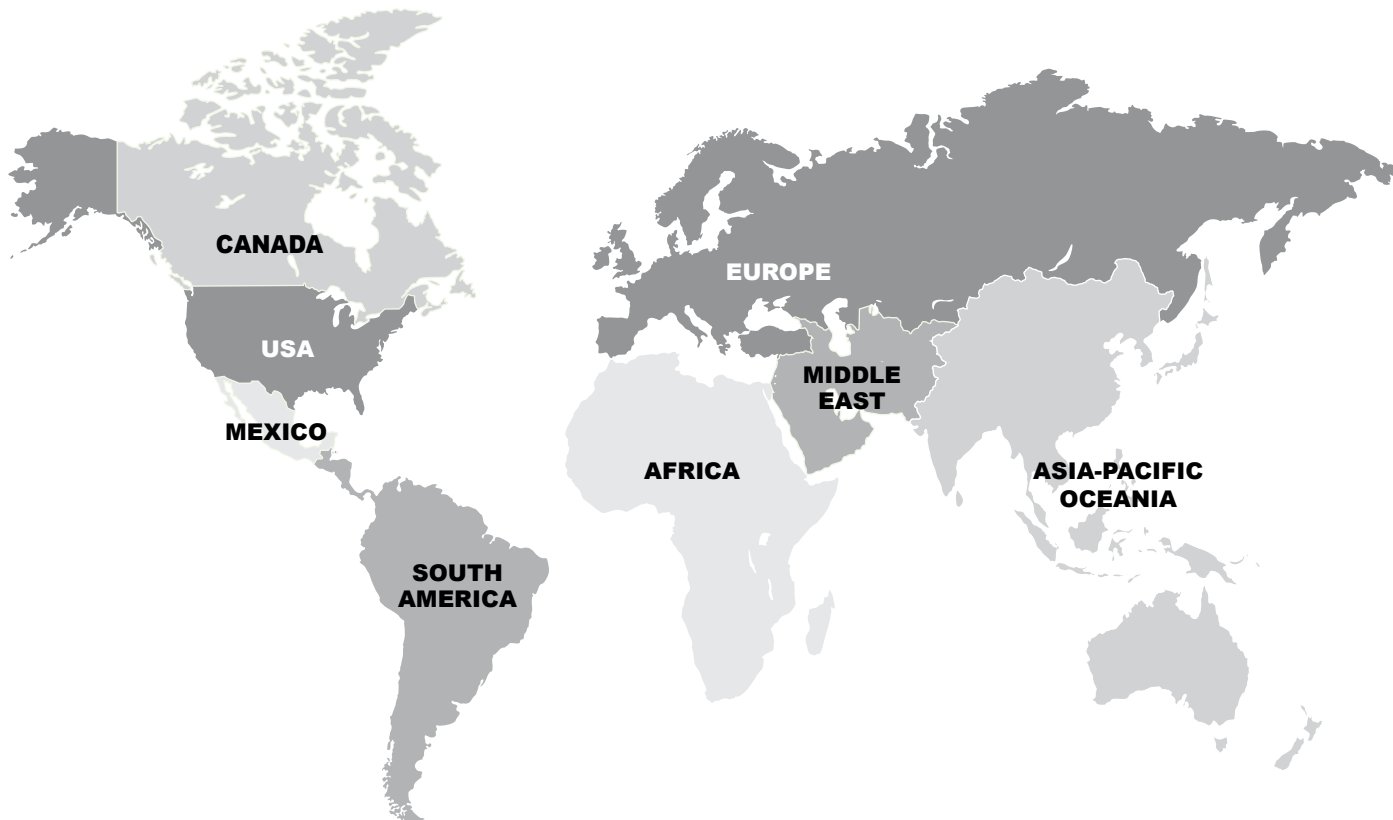 CANADA
USA
MEXICO
SOUTH
AMERICA
EUROPE
MIDDLE
EAST
AFRICA
ASIA-PACIFIC
OCEANIA